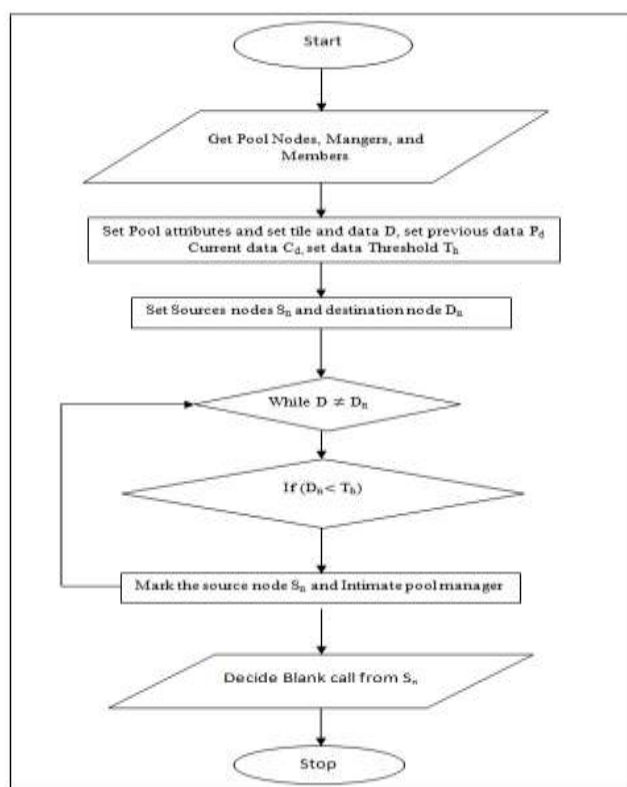 Start
Get Pool Nodes, Mangers, and
Members
Set Pool attributes and set tile and data D, set previous data Pd
Current data Cd, set data Threshold Th
Set Sources nodes Sn and destination node Dn
While D ≠ Dn
If (Dn< Th)
Mark the source node Sn and Intimate pool manager
Decide Blank call from Sn
Stop